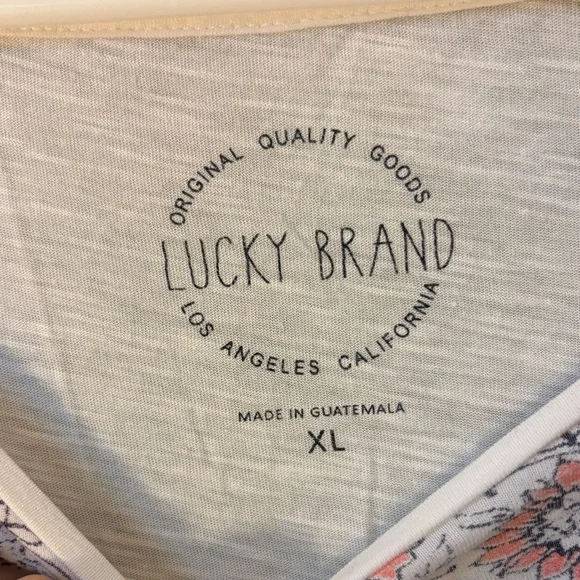 ORIGINAL QUALITY GOODS
LUCKY BRAND
LOS ANGELES CALIFORNIA
MADE IN GUATEMALA
XL